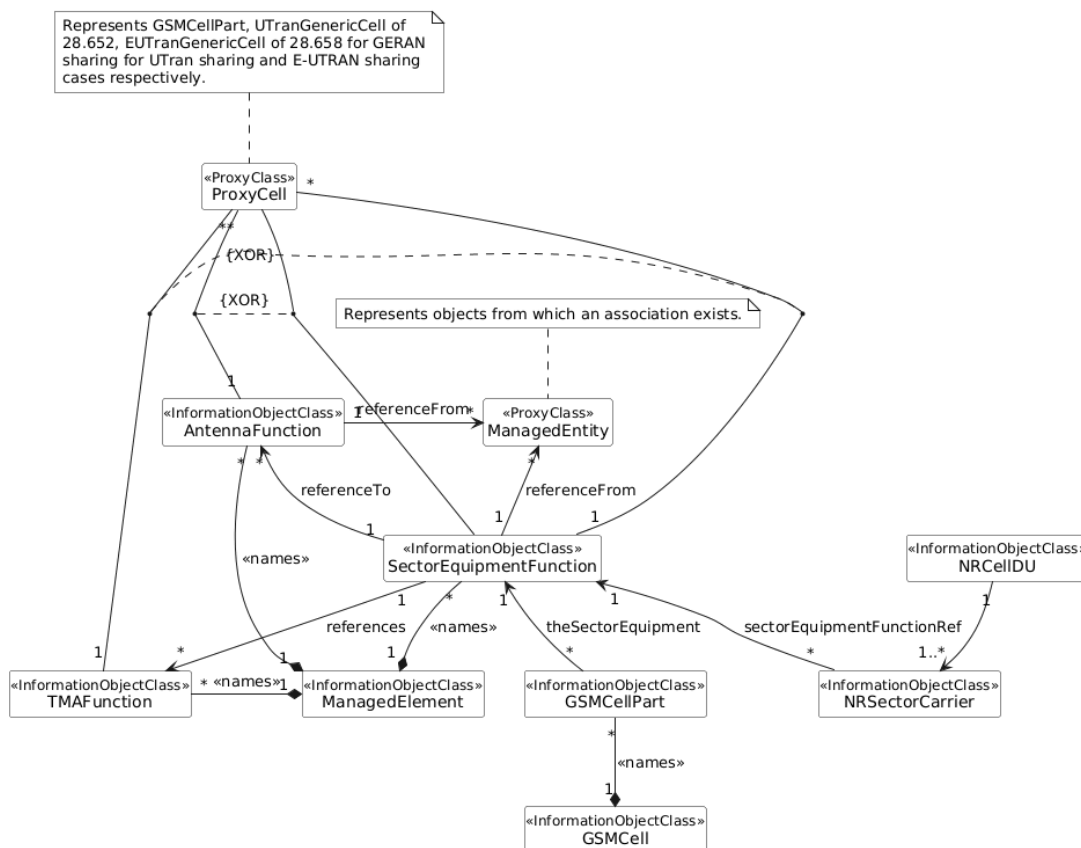 Represents GSMCellPart, UTranGenericCell of
28.652, EUTranGenericCell of 28.658 for GERAN
sharing for UTran sharing and E-UTRAN sharing
cases respectively.
«ProxyClass»
ProxyCell
*
*
*
{XOR}
{XOR}
Represents objects from which an association exists.
1
«InformationObjectClass»
AntennaFunction
1
referenceFrom
*
«ProxyClass»
ManagedEntity
*
*
*
referenceTo
referenceFrom
1
1
1
«names»
«InformationObjectClass»
SectorEquipmentFunction
«InformationObjectClass»
NRCellDU
1
*
1
1
1
references
«names»
theSectorEquipment
sectorEquipmentFunctionRef
1
*
1
1
*
*
1..*
«InformationObjectClass»
TMAFunction
*
«names»
1
«InformationObjectClass»
ManagedElement
«InformationObjectClass»
GSMCellPart
«InformationObjectClass»
NRSectorCarrier
*
«names»
1
«InformationObjectClass»
GSMCell